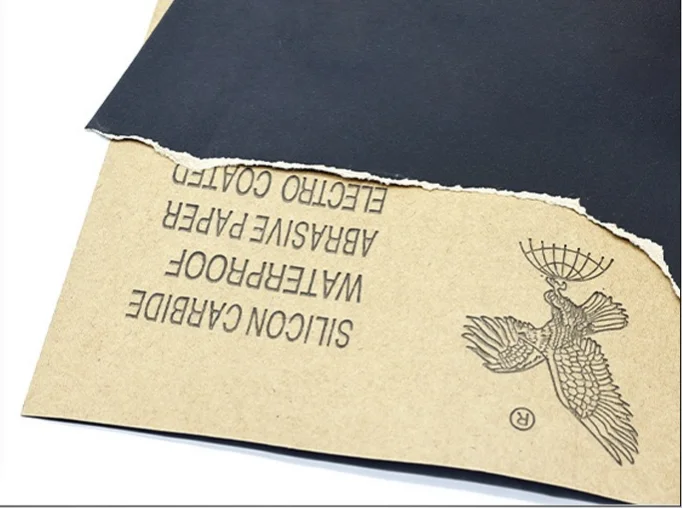 SILICON CARBIDE
WATERPROOF
ABRASIVE PAPER
ELECTRO COATED
®